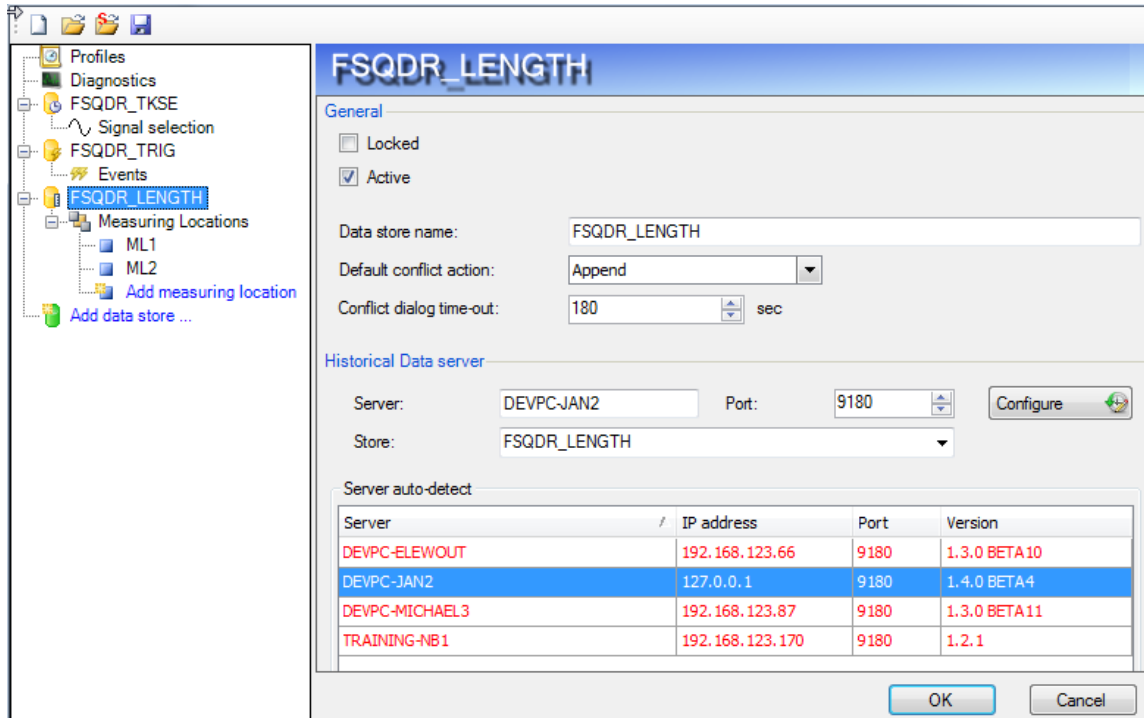 Profiles
Diagnostics
FSQDR_TKSE
Signal selection
FSQDR_TRIG
Events
FSQDR_LENGTH
Measuring Locations
ML1
ML2
Add measuring location
Add data store ...
FSQDR_LENGTH
General
Locked
Active
Data store name: FSQDR_LENGTH
Default conflict action: Append
Conflict dialog time-out: 180 sec
Historical Data server
Server: DEVPC-JAN2 Port: 9180 Configure
Store: FSQDR_LENGTH
Server auto-detect
Server IP address Port Version
DEVPC-ELEWOUT 192.168.123.66 9180 1.3.0 BETA10
DEVPC-JAN2 127.0.0.1 9180 1.4.0 BETA4
DEVPC-MICHAEL3 192.168.123.87 9180 1.3.0 BETA11
TRAINING-NB1 192.168.123.170 9180 1.2.1
OK Cancel